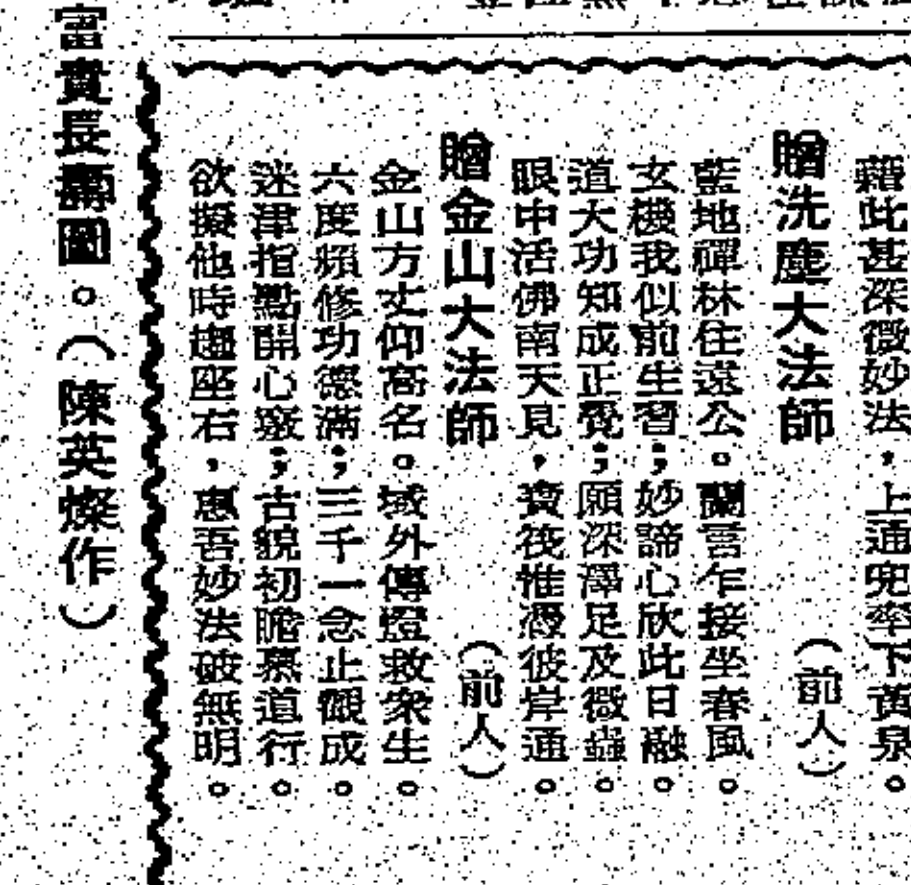 藉此甚深微妙法，上通兜率下黃泉。
贈洗塵大法師　（前人）
藍地禪林住遠公。蘭言乍接坐春風。
玄機我似前生習；妙諦心欣此日融。
道大功知成正覺；願深澤足及微蟲。
眼中活佛南天見，寶筏惟憑彼岸通。
贈金山大法師　（前人）
金山方丈仰高名。域外傳燈救衆生。
六度頻修功德滿；三千一念止觀成。
迷津指點開心竅；古貌初瞻慕道行。
欲擬他時趨座右，惠吾妙法破無明。
富貴長壽圖。（陳英燦作）